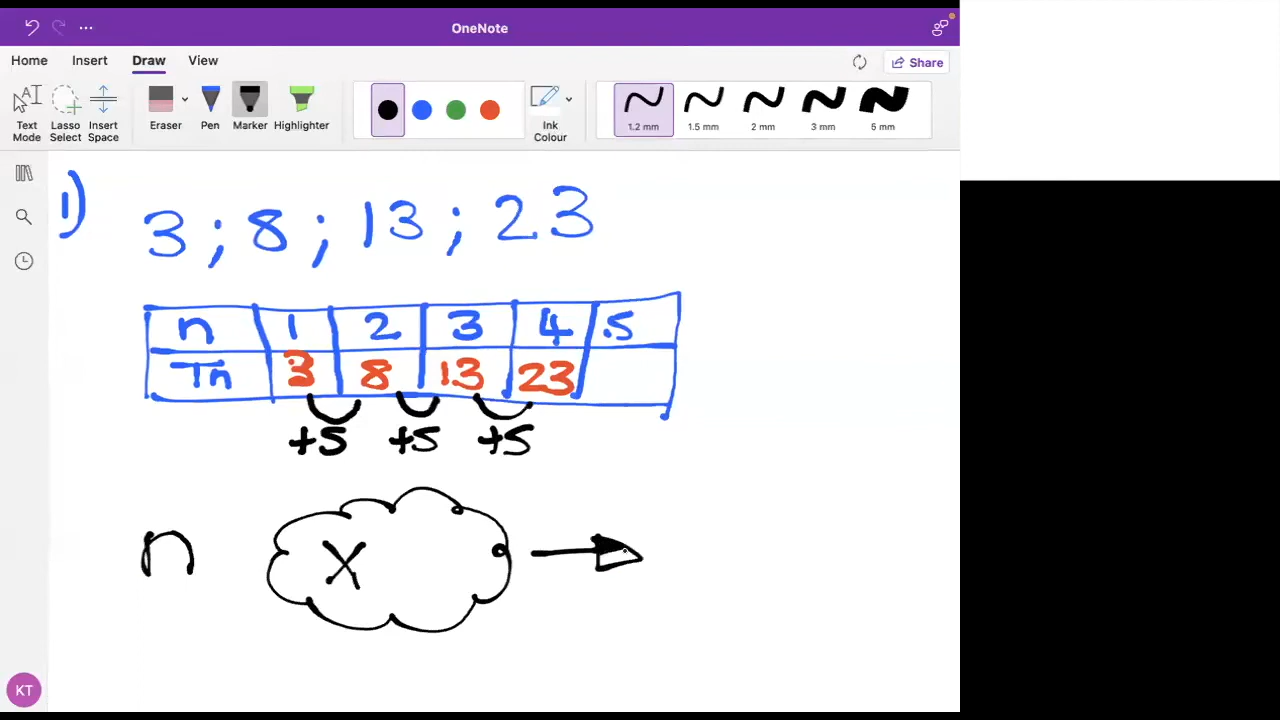 OneNote
Home Insert Draw View Share
Text Mode Lasso Select Insert Space Eraser Pen Marker Highlighter Ink Colour 1.2 mm 1.5 mm 2 mm 3 mm 5 mm
1) 3 ; 8 ; 13 ; 23
n 1 2 3 4 .5
Tn 3 8 13 23
+5 +5 +5
n X
KT